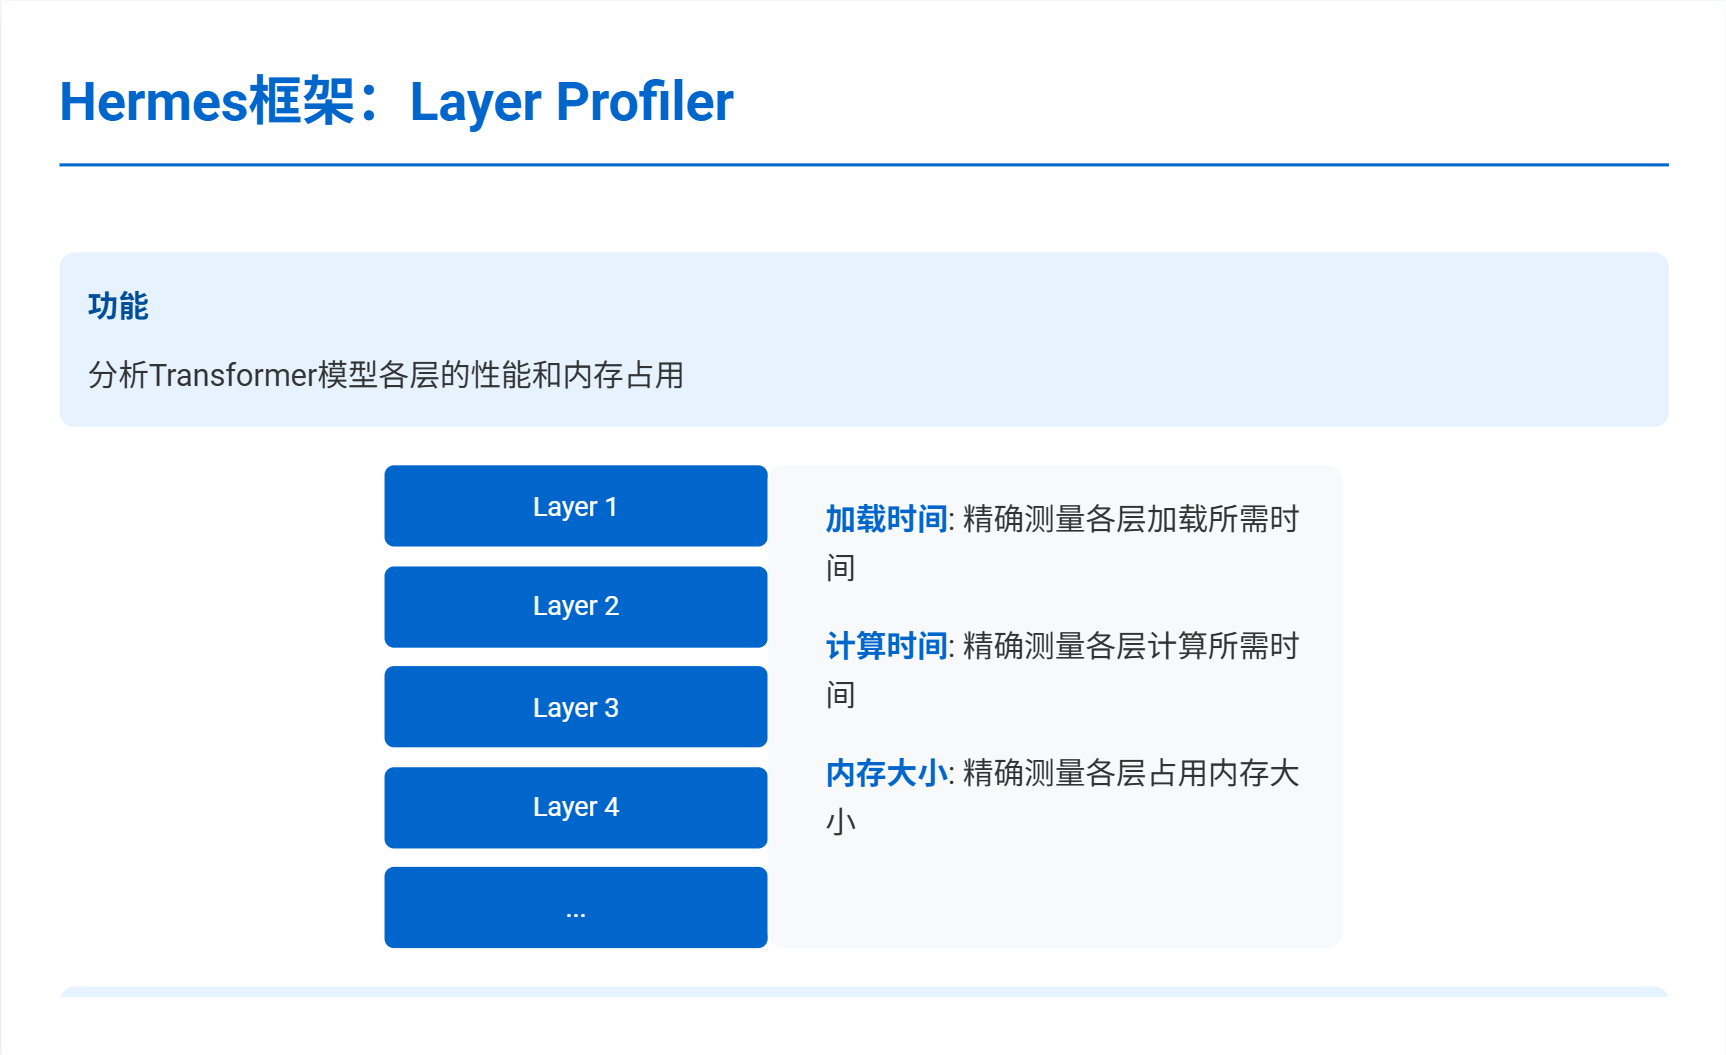 Hermes框架：Layer Profiler
功能
分析Transformer模型各层的性能和内存占用
Layer 1
Layer 2
Layer 3
Layer 4
...
加载时间: 精确测量各层加载所需时
间
计算时间: 精确测量各层计算所需时
间
内存大小: 精确测量各层占用内存大
小